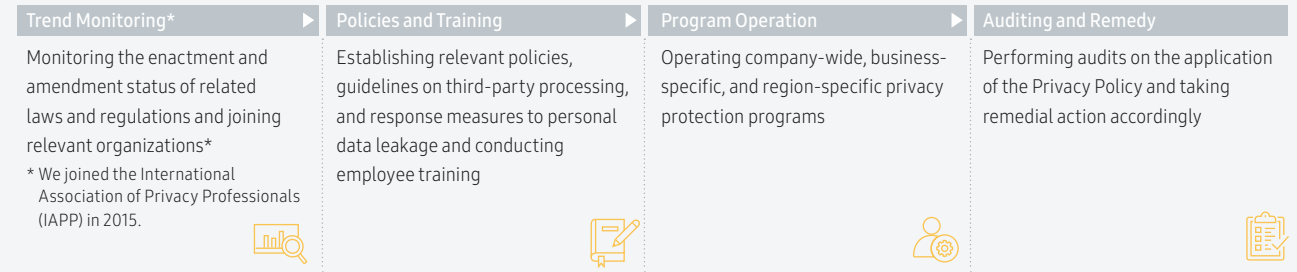 Trend Monitoring*
Monitoring the enactment and
amendment status of related
laws and regulations and joining
relevant organizations*
* We joined the International
Association of Privacy Professionals
(IAPP) in 2015.
Policies and Training
Establishing relevant policies,
guidelines on third-party processing,
and response measures to personal
data leakage and conducting
employee training
Program Operation
Operating company-wide, business-
specific, and region-specific privacy
protection programs
Auditing and Remedy
Performing audits on the application
of the Privacy Policy and taking
remedial action accordingly